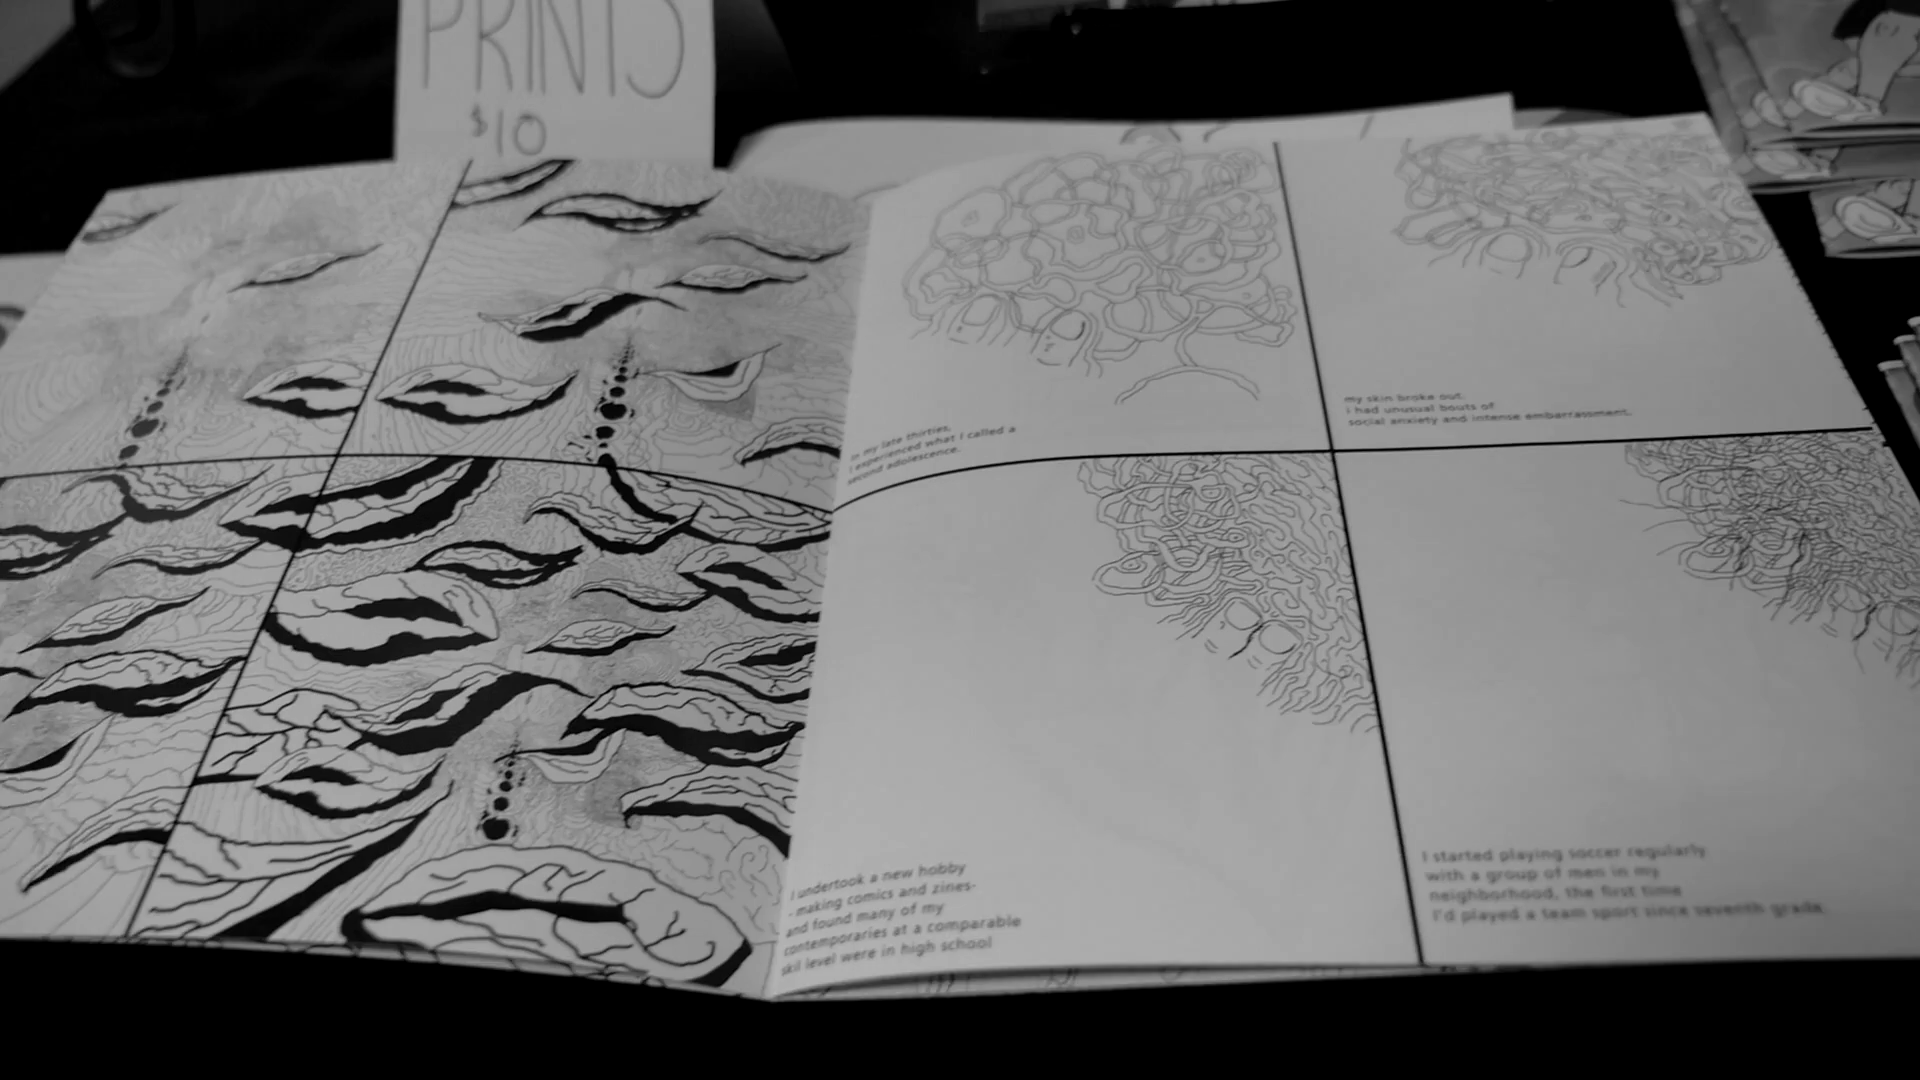 PRINTS
$10
in my late thirties,
I experienced what I called a
second adolescence.
my skin broke out.
i had unusual bouts of
social anxiety and intense embarrassment.
I undertook a new hobby
- making comics and zines-
and found many of my
contemporaries at a comparable
skil level were in high school
I started playing soccer regularly
with a group of men in my
neighborhood, the first time
I'd played a team sport since seventh grade.